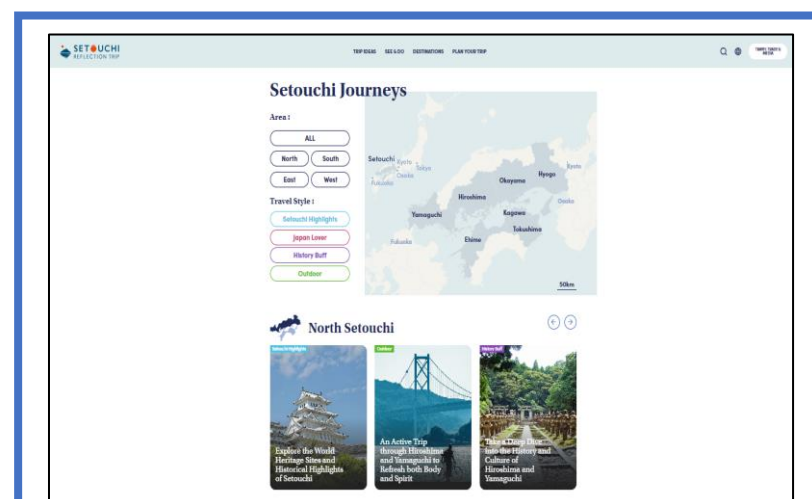 SETOUCHI
REFLECTION TRIP
TRIP IDEAS SEE & DO DESTINATIONS PLAN YOUR TRIP
TRAVEL TRADE & MEDIA
Setouchi Journeys
Area :
ALL
North South
East West
Travel Style :
Setouchi Highlights
Japan Lover
History Buff
Outdoor
Setouchi
Kyoto
Tokyo
Osaka
Fukuoka
Kyoto
Hyogo
Okayama
Osaka
Hiroshima
Kagawa
Yamaguchi
Tokushima
Ehime
Fukuoka
50km
North Setouchi
Setouchi Highlights
Explore the World
Heritage Sites and
Historical Highlights
of Setouchi
Outdoor
An Active Trip
through Hiroshima
and Yamaguchi to
Refresh both Body
and Spirit
History Buff
Take a Deep Dive
into the History and
Culture of
Hiroshima and
Yamaguchi